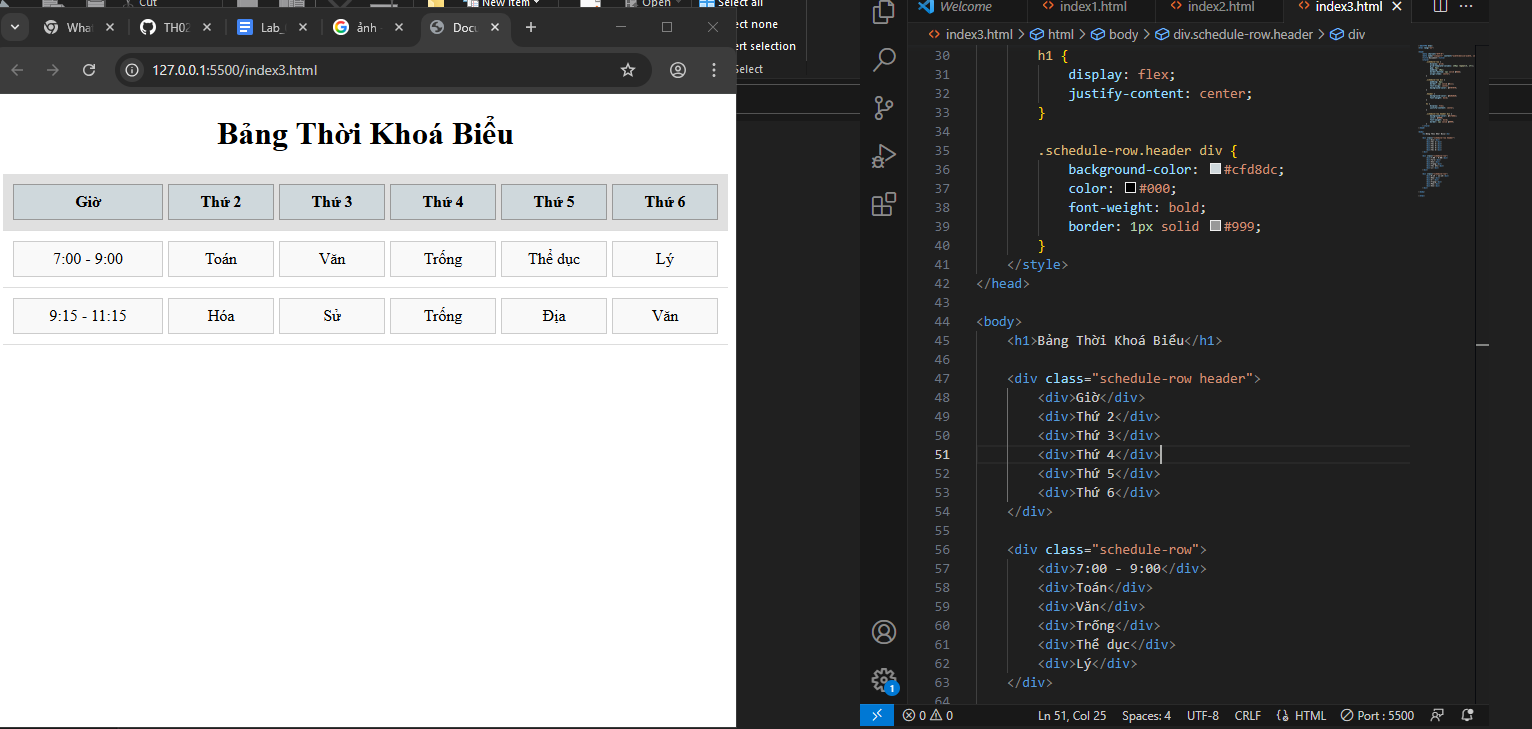 Cut
New item
Open
Select all
ect none
ert selection
Select
Wha
TH02
Lab_
ảnh
Docu
127.0.0.1:5500/index3.html
Bảng Thời Khoá Biểu
Giờ Thứ 2 Thứ 3 Thứ 4 Thứ 5 Thứ 6
7:00 - 9:00 Toán Văn Trống Thể dục Lý
9:15 - 11:15 Hóa Sử Trống Địa Văn
Welcome
index1.html
index2.html
index3.html
index3.html > html > body > div.schedule-row.header > div
30 h1 {
31 display: flex;
32 justify-content: center;
33 }
34
35 .schedule-row.header div {
36 background-color: #cfd8dc;
37 color: #000;
38 font-weight: bold;
39 border: 1px solid #999;
40 }
41 </style>
42 </head>
43
44 <body>
45 <h1>Bảng Thời Khoá Biểu</h1>
46
47 <div class="schedule-row header">
48 <div>Giờ</div>
49 <div>Thứ 2</div>
50 <div>Thứ 3</div>
51 <div>Thứ 4</div>
52 <div>Thứ 5</div>
53 <div>Thứ 6</div>
54 </div>
55
56 <div class="schedule-row">
57 <div>7:00 - 9:00</div>
58 <div>Toán</div>
59 <div>Văn</div>
60 <div>Trống</div>
61 <div>Thể dục</div>
62 <div>Lý</div>
63 </div>
64
1
0 0 Ln 51, Col 25 Spaces: 4 UTF-8 CRLF HTML Port : 5500